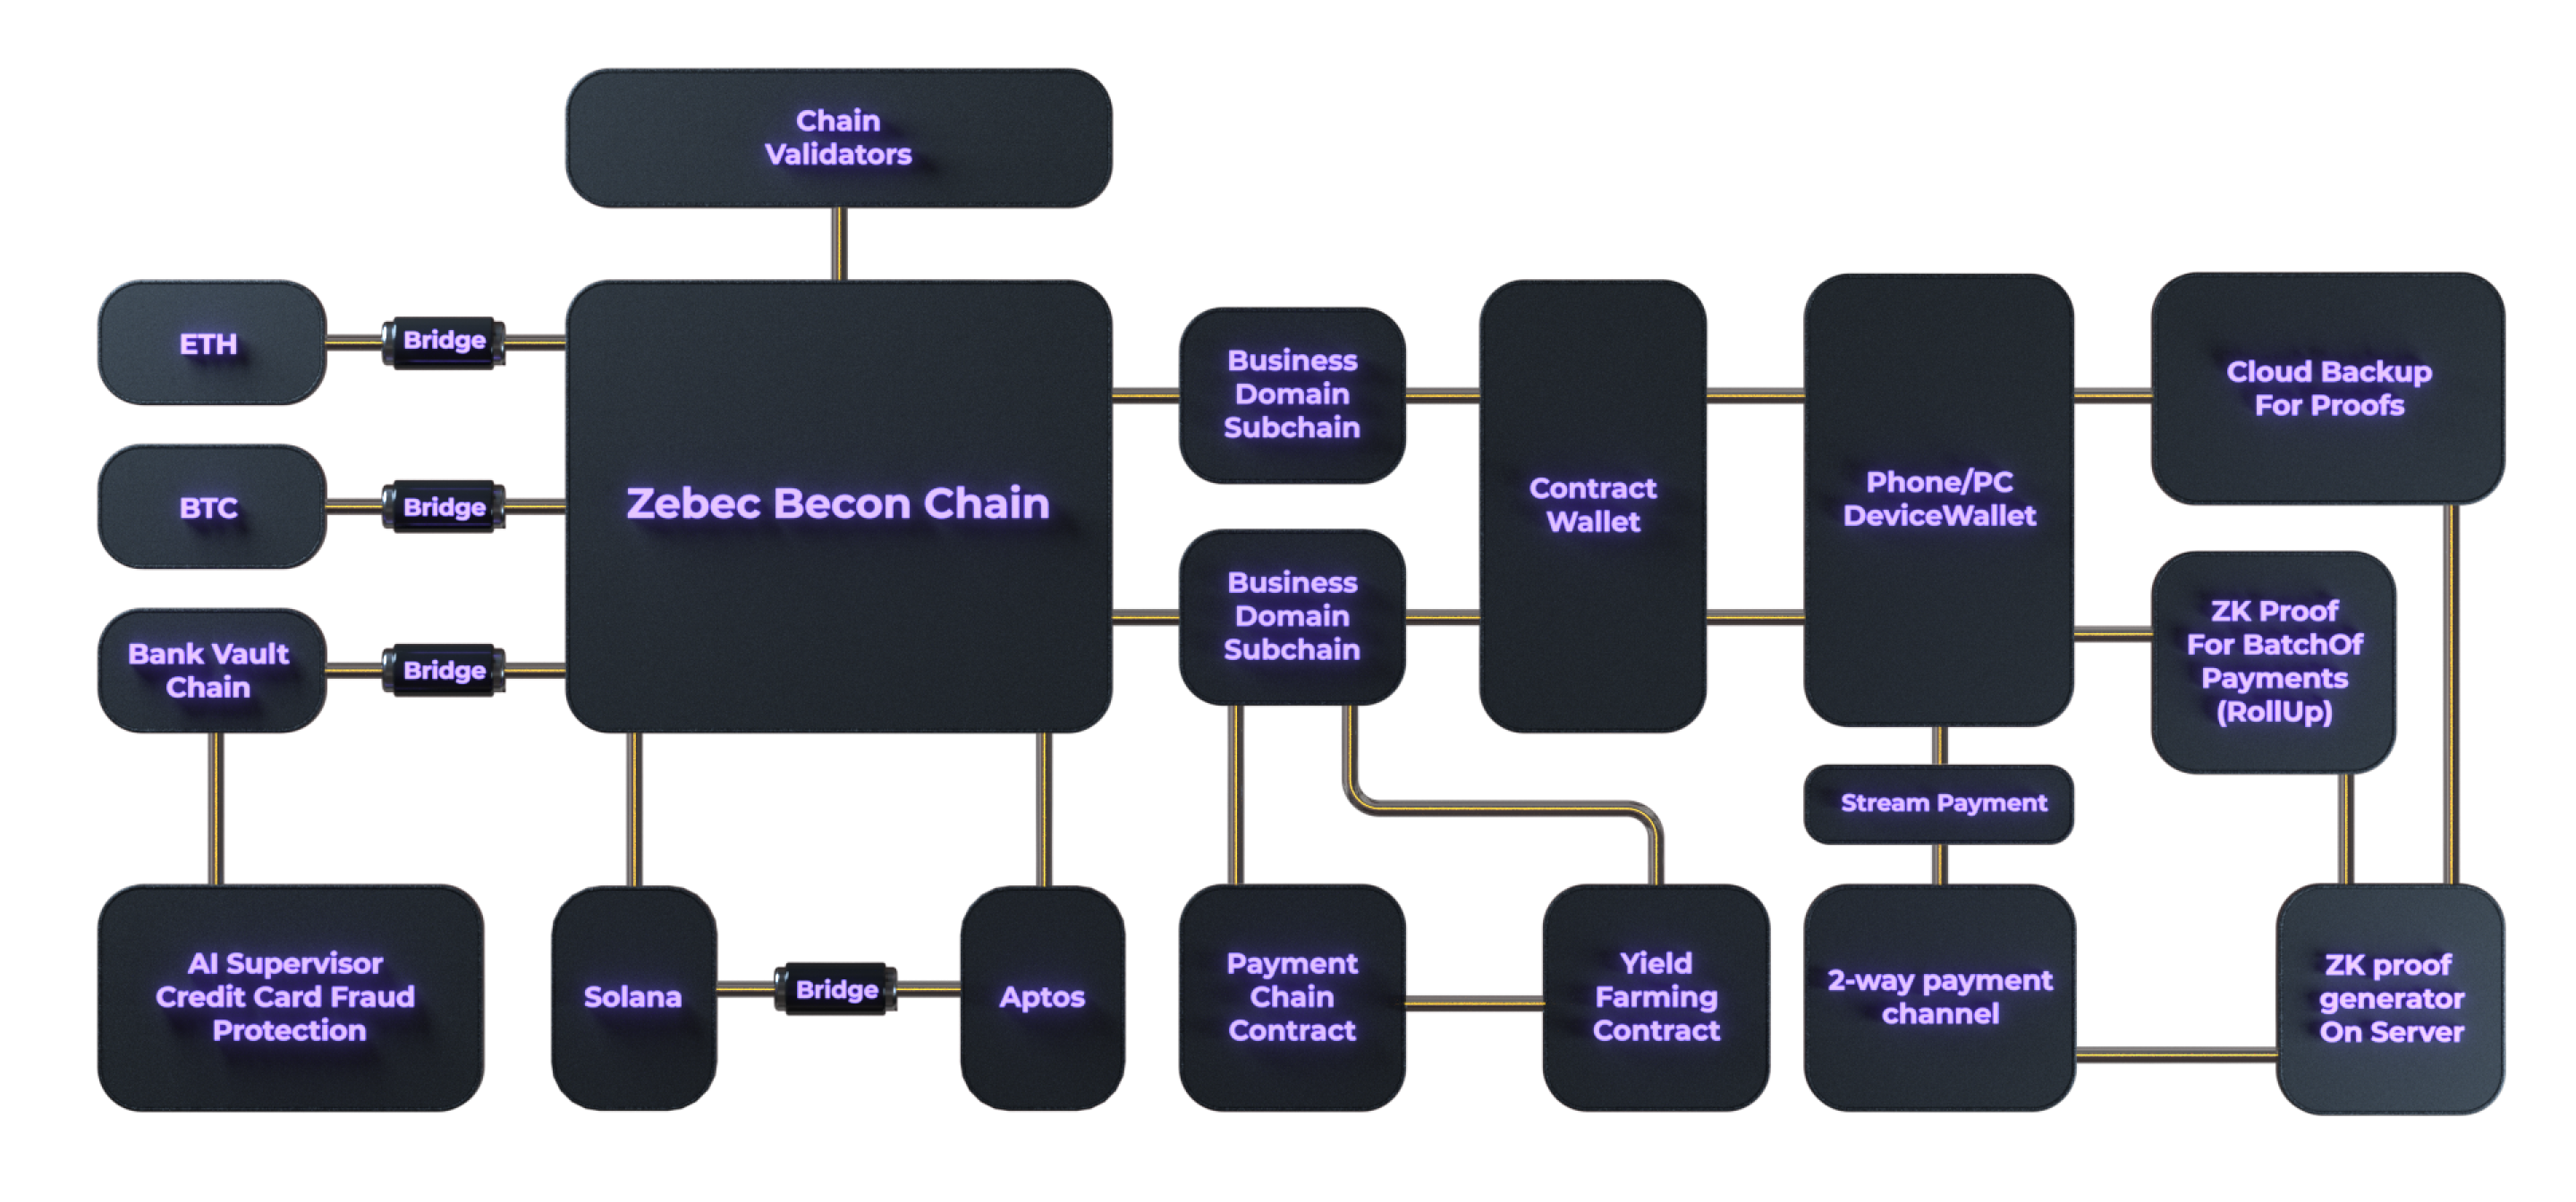 Chain
Validators
ETH
Bridge
BTC
Bridge
Bank Vault
Chain
Bridge
Zebec Becon Chain
Business
Domain
Subchain
Business
Domain
Subchain
Contract
Wallet
Phone/PC
DeviceWallet
Cloud Backup
For Proofs
ZK Proof
For BatchOf
Payments
(RollUp)
Stream Payment
AI Supervisor
Credit Card Fraud
Protection
Solana
Bridge
Aptos
Payment
Chain
Contract
Yield
Farming
Contract
2-way payment
channel
ZK proof
generator
On Server